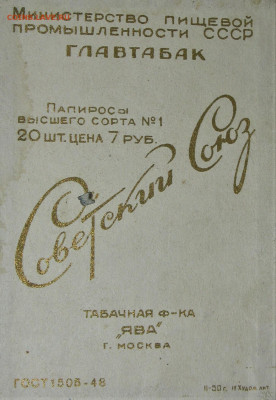 Министерство пищевой
промышленности СССР
ГЛАВТАБАК
Папиросы
высшего сорта №1
20 шт. цена 7 руб.
Советский Союз
Табачная ф-ка
"Ява"
г. Москва
ГОСТ 1505-48